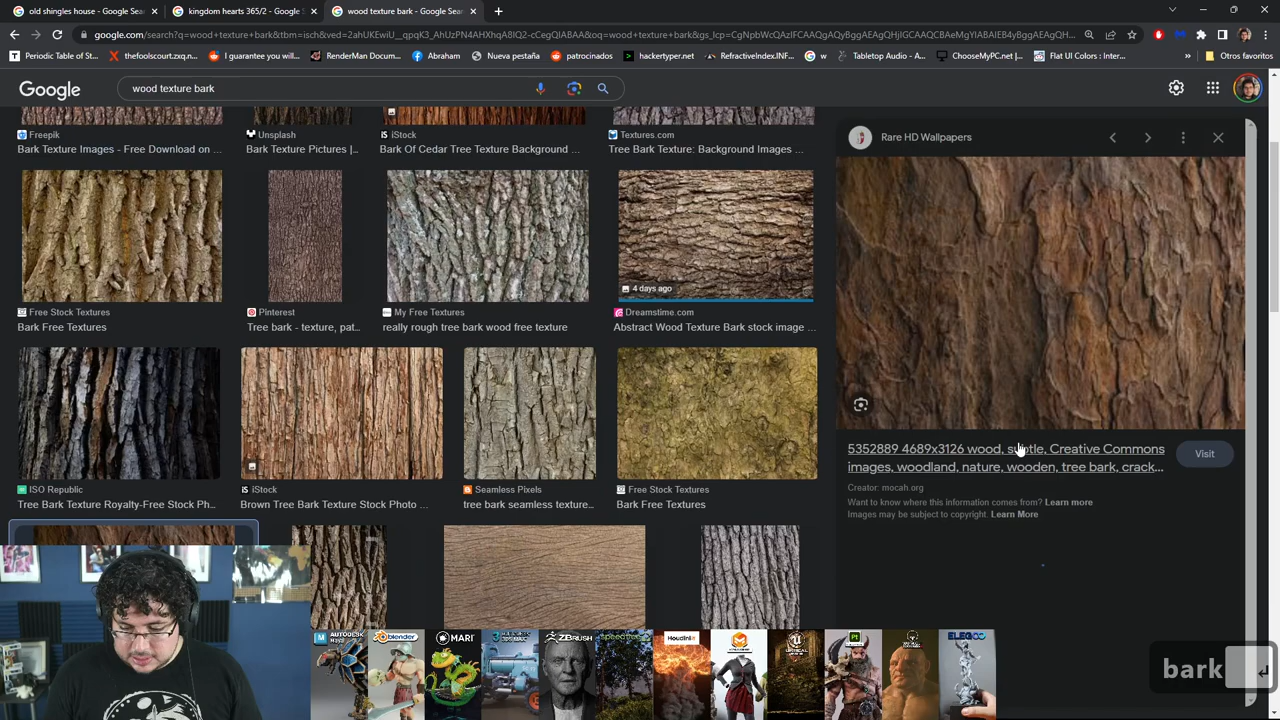 old shingles house - Google Sear
kingdom hearts 365/2 - Google S
wood texture bark - Google Sear
google.com/search?q=wood+texture+bark&tbm=isch&ved=2ahUKEwiU_qpqK3_AhUzPN4AHXhqA8IQ2-cCegQIABAA&oq=wood+texture+bark&gs_lcp=CgNpbWcQAzIFCAAQgAQyBggAEAgQHjIGCAAQCBAeMgYIABAIEB4yBggAEAgQH...
Periodic Table of St...
thefoolscourt.zxq.n...
I guarantee you will...
RenderMan Docum...
Abraham
Nueva pestaña
patrocinados
hackertyper.net
RefractiveIndex.INF...
w
Tabletop Audio - A...
ChooseMyPC.net |...
Flat UI Colors : Inter...
Otros favoritos
Google
wood texture bark
Freepik
Bark Texture Images - Free Download on ...
Unsplash
Bark Texture Pictures |...
iStock
Bark Of Cedar Tree Texture Background ...
Textures.com
Tree Bark Texture: Background Images ...
Rare HD Wallpapers
4 days ago
Free Stock Textures
Bark Free Textures
Pinterest
Tree bark - texture, pat...
My Free Textures
really rough tree bark wood free texture
Dreamstime.com
Abstract Wood Texture Bark stock image ...
5352889 4689x3126 wood, subtle, Creative Commons
images, woodland, nature, wooden, tree bark, crack...
Visit
Creator: mocah.org
Want to know where this information comes from? Learn more
Images may be subject to copyright. Learn More
ISO Republic
Tree Bark Texture Royalty-Free Stock Ph...
iStock
Brown Tree Bark Texture Stock Photo ...
Seamless Pixels
tree bark seamless texture...
Free Stock Textures
Bark Free Textures
AUTODESK
blender
MARI
ZBRUSH
Houdini
Pt
ELEGOO
bark